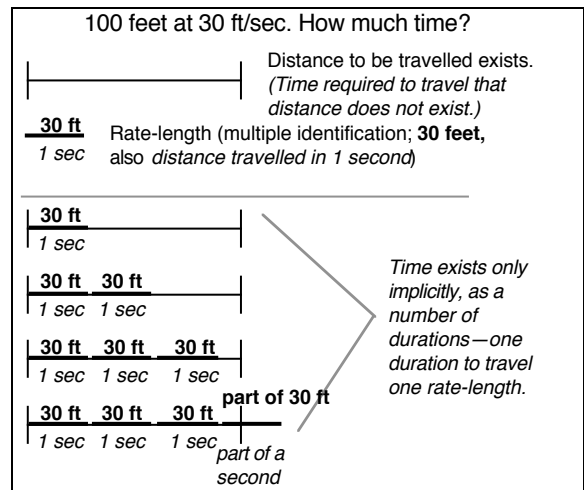 100 feet at 30 ft/sec. How much time?
Distance to be travelled exists.
(Time required to travel that
distance does not exist.)
30 ft
1 sec
Rate-length (multiple identification; 30 feet,
also distance travelled in 1 second)
30 ft
1 sec
30 ft 30 ft
1 sec 1 sec
30 ft 30 ft 30 ft
1 sec 1 sec 1 sec
part of 30 ft
30 ft 30 ft 30 ft
1 sec 1 sec 1 sec
part of a
second
Time exists only
implicitly, as a
number of
durations—one
duration to travel
one rate-length.